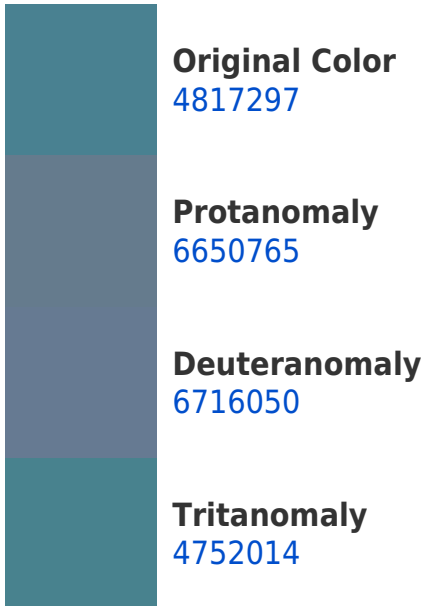 Original Color
4817297
Protanomaly
6650765
Deuteranomaly
6716050
Tritanomaly
4752014